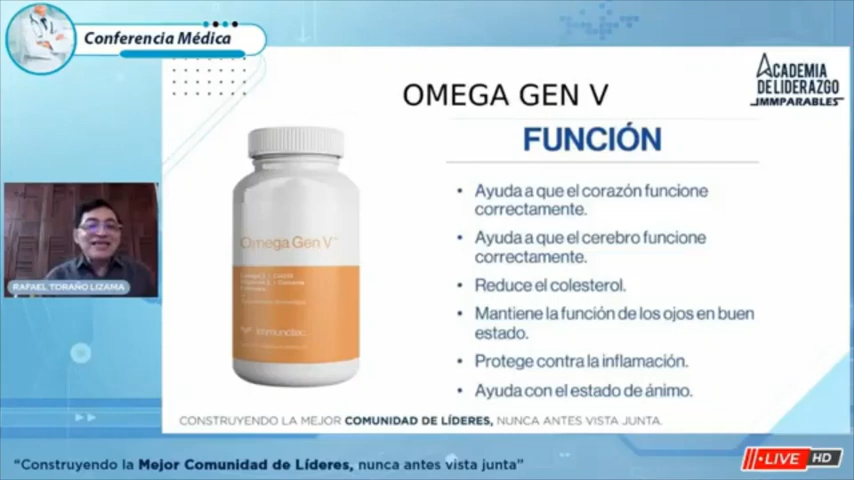 Conferencia Médica
OMEGA GEN V
ACADEMIA
DE LIDERAZGO
IMMPARABLES
FUNCIÓN
• Ayuda a que el corazón funcione
correctamente.
• Ayuda a que el cerebro funcione
correctamente.
• Reduce el colesterol.
• Mantiene la función de los ojos en buen
estado.
• Protege contra la inflamación.
• Ayuda con el estado de ánimo.
Omega Gen V
immunotec
RAFAEL TORAÑO LIZAMA
CONSTRUYENDO LA MEJOR COMUNIDAD DE LÍDERES, NUNCA ANTES VISTA JUNTA.
"Construyendo la Mejor Comunidad de Líderes, nunca antes vista junta"
LIVE HD